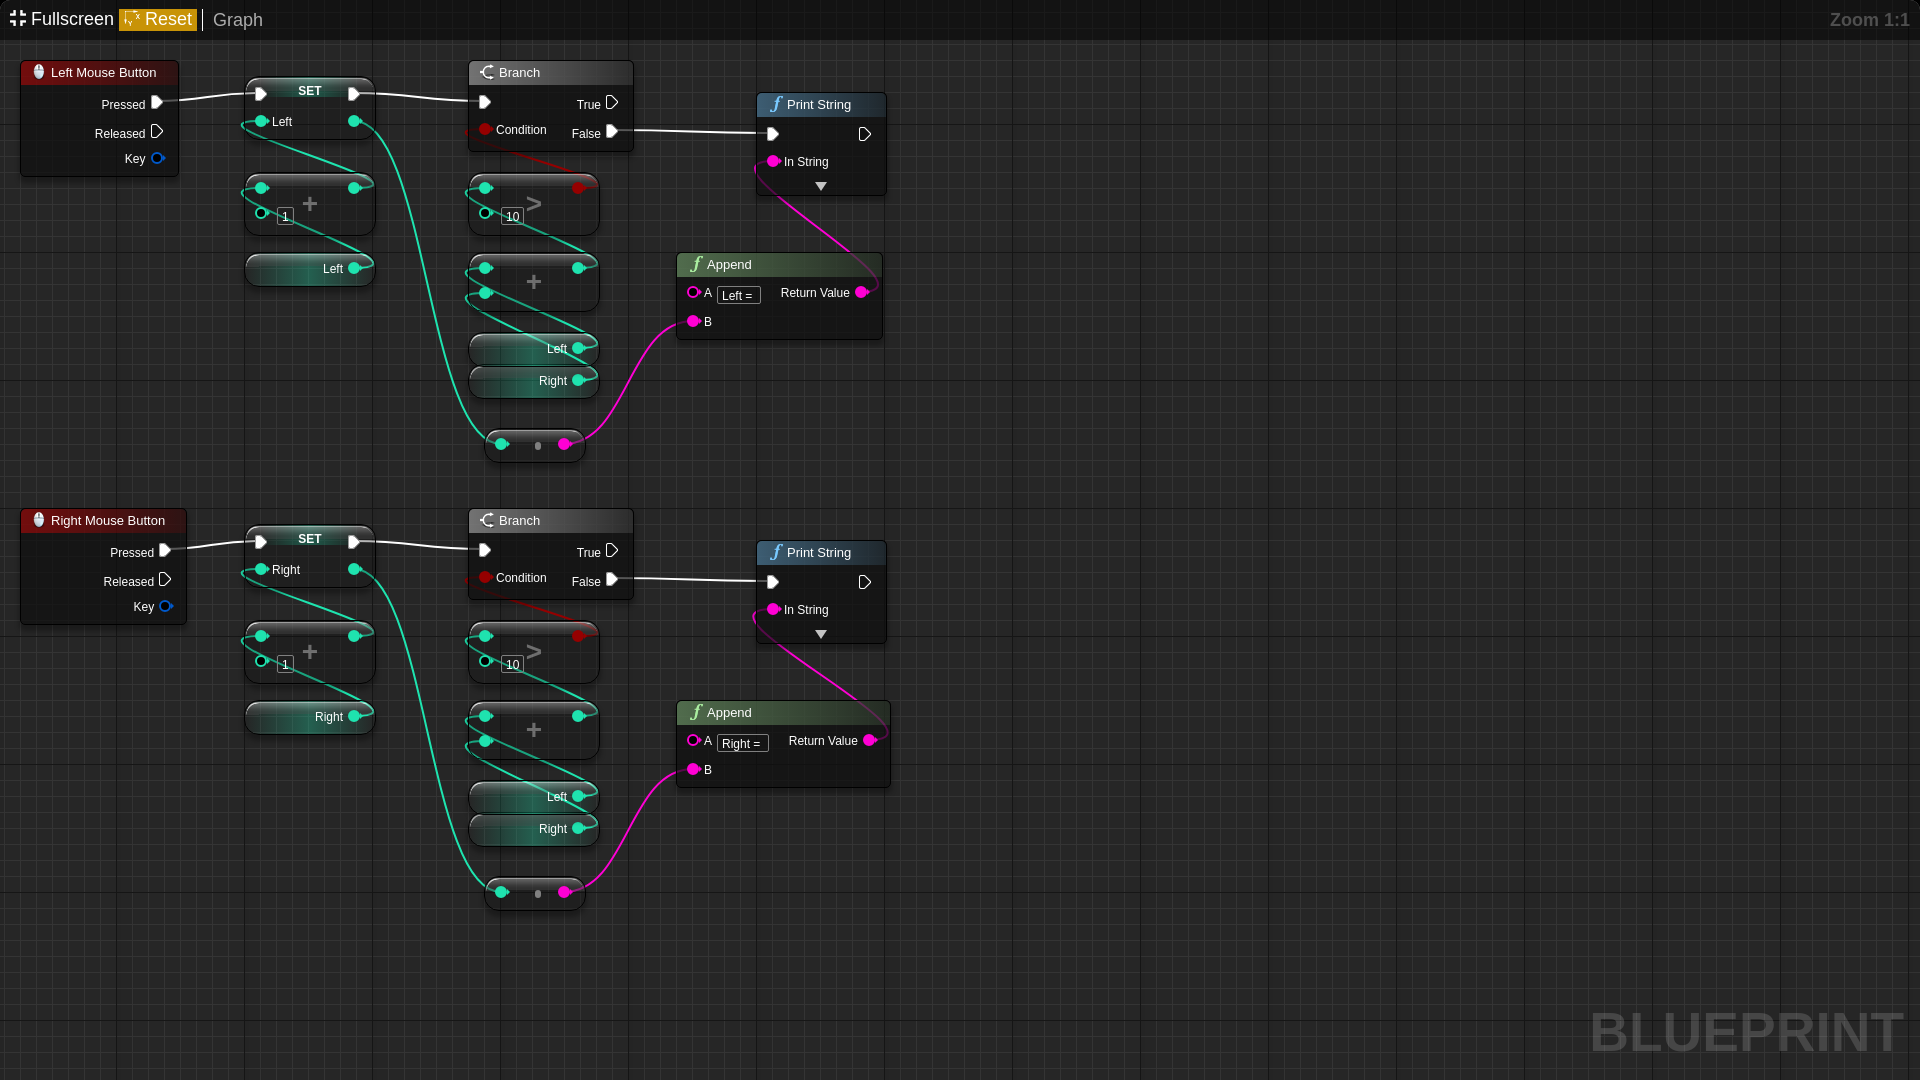 Fullscreen Reset Graph
Zoom 1:1
Left Mouse Button
Pressed
Released
Key
SET
Left
+
1
Left
Branch
True
Condition
False
>
10
+
Left
Right
Print String
In String
Append
A Left = Return Value
B
Right Mouse Button
Pressed
Released
Key
SET
Right
+
1
Right
Branch
True
Condition
False
>
10
+
Left
Right
Print String
In String
Append
A Right = Return Value
B
BLUEPRINT